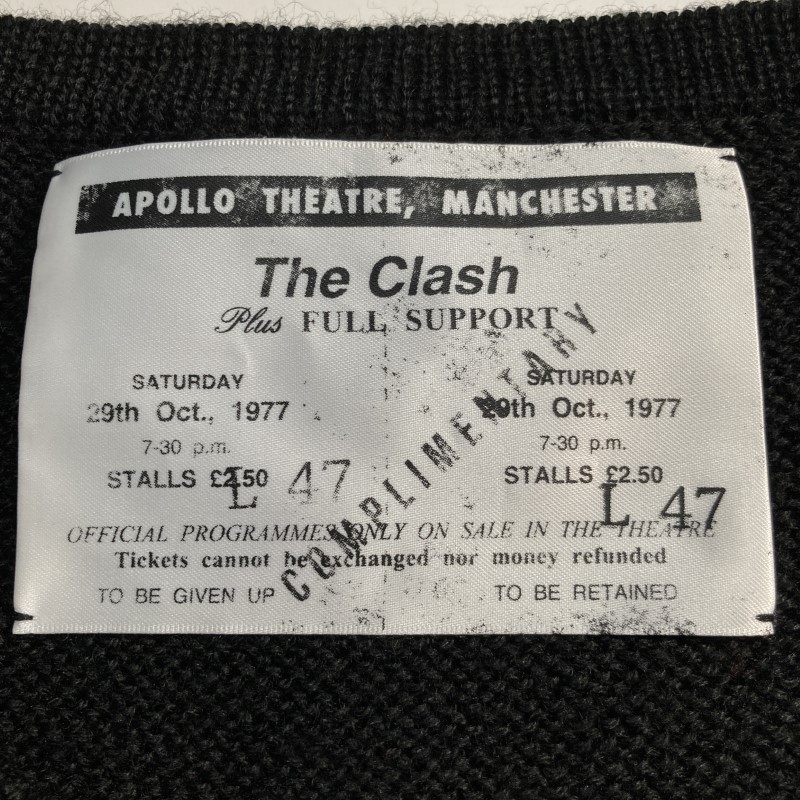 APOLLO THEATRE, MANCHESTER
The Clash
Plus FULL SUPPORT
COMPLIMENTARY
SATURDAY SATURDAY
29th Oct., 1977 29th Oct., 1977
7-30 p.m. 7-30 p.m.
STALLS £2.50 STALLS £2.50
L 47 L 47
OFFICIAL PROGRAMMES ONLY ON SALE IN THE THEATRE
Tickets cannot be exchanged nor money refunded
TO BE GIVEN UP TO BE RETAINED